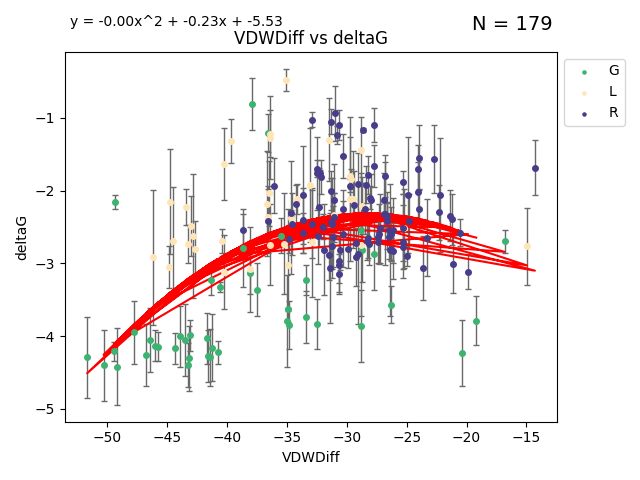 y = -0.00x^2 + -0.23x + -5.53
N = 179
VDWDiff vs deltaG
G
L
R
−1
−2
−3
−4
−5
deltaG
−50 −45 −40 −35 −30 −25 −20 −15
VDWDiff